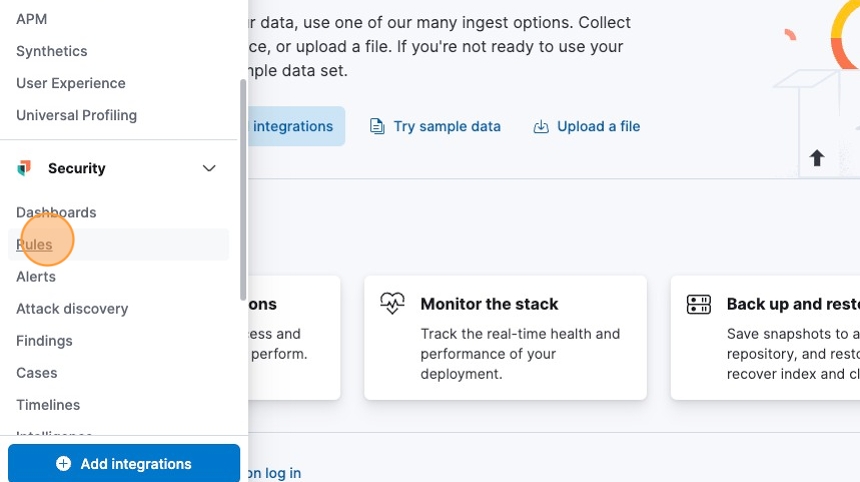 APM
Synthetics
User Experience
Universal Profiling
Security
Dashboards
Rules
Alerts
Attack discovery
Findings
Cases
Timelines
Intelligence
Add integrations
r data, use one of our many ingest options. Collect
ce, or upload a file. If you're not ready to use your
mple data set.
integrations
Try sample data
Upload a file
ons
ess and
perform.
Monitor the stack
Track the real-time health and
performance of your
deployment.
Back up and resto
Save snapshots to a
repository, and resto
recover index and cl
on log in